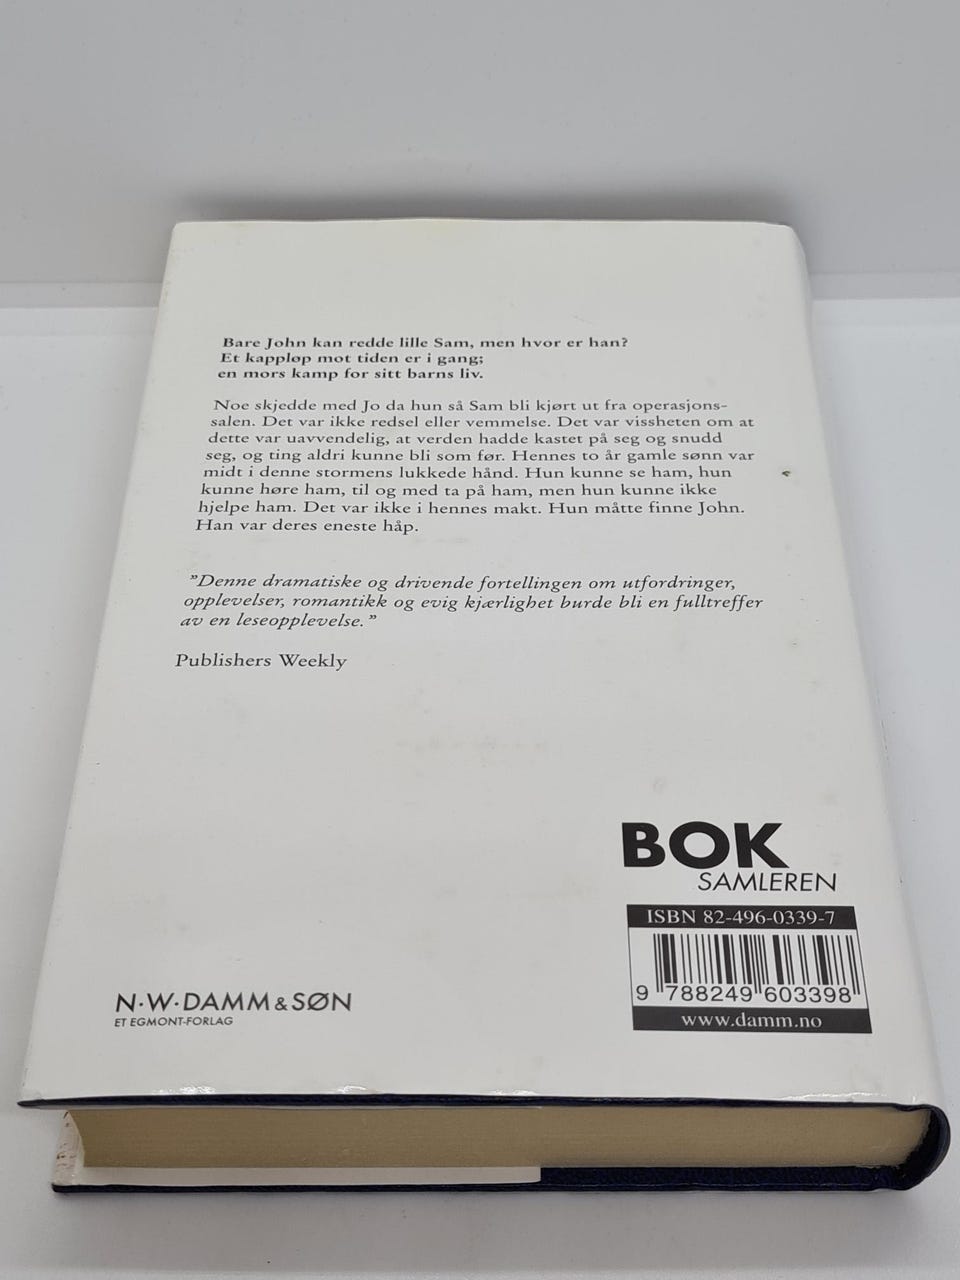 Bare John kan redde lille Sam, men hvor er han?
Et kappløp mot tiden er i gang;
en mors kamp for sitt barns liv.
Noe skjedde med Jo da hun så Sam bli kjørt ut fra operasjons-
salen. Det var ikke redsel eller vemmelse. Det var vissheten om at
dette var uavvendelig, at verden hadde kastet på seg og snudd
seg, og ting aldri kunne bli som før. Hennes to år gamle sønn var
midt i denne stormens lukkede hånd. Hun kunne se ham, hun
kunne høre ham, til og med ta på ham, men hun kunne ikke
hjelpe ham. Det var ikke i hennes makt. Hun måtte finne John.
Han var deres eneste håp.
"Denne dramatiske og drivende fortellingen om utfordringer,
opplevelser, romantikk og evig kjærlighet burde bli en fulltreffer
av en leseopplevelse."
Publishers Weekly
BOK
SAMLEREN
ISBN 82-496-0339-7
9 788249 603398
www.damm.no
N·W·DAMM & SØN
ET EGMONT-FORLAG